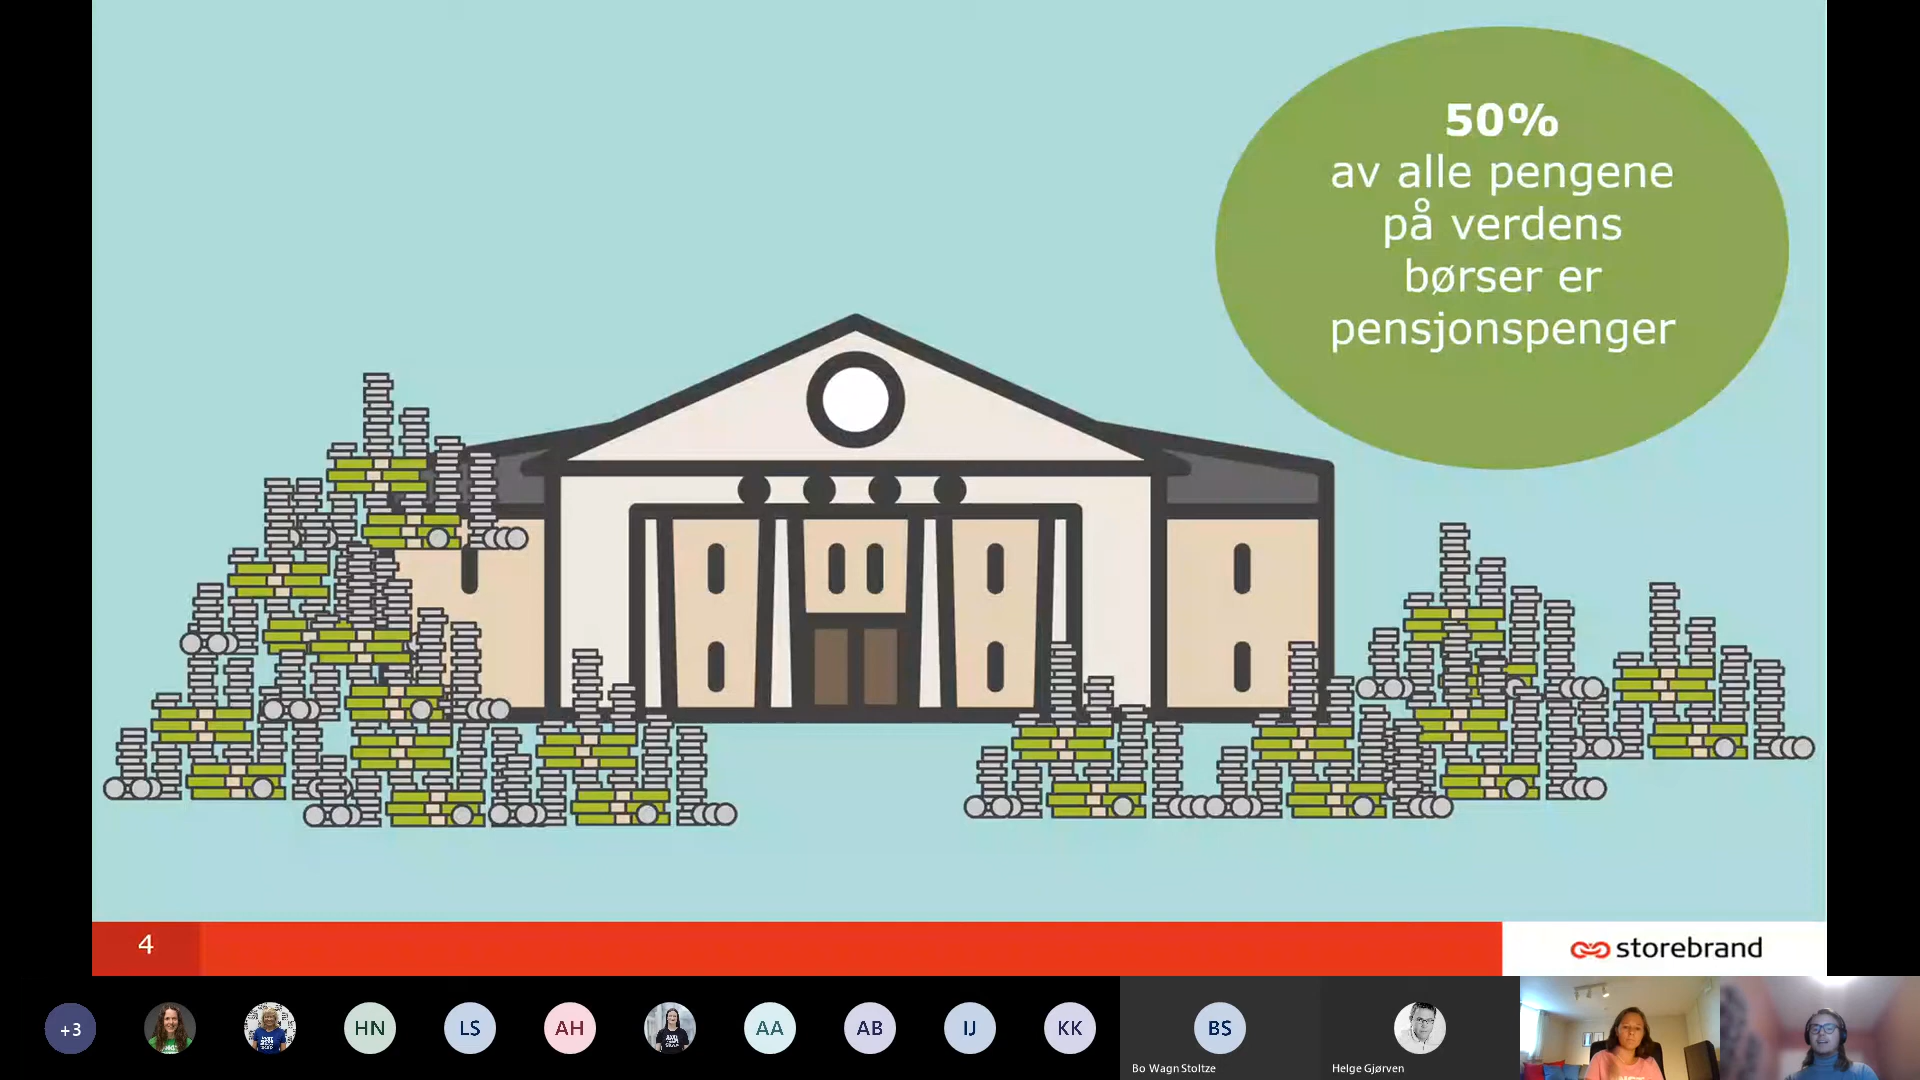 50%
av alle pengene
på verdens
børser er
pensjonspenger
4
storebrand
+3
HN
LS
AH
AA
AB
IJ
KK
BS
Bo Wagn Stoltze
Helge Gjørven